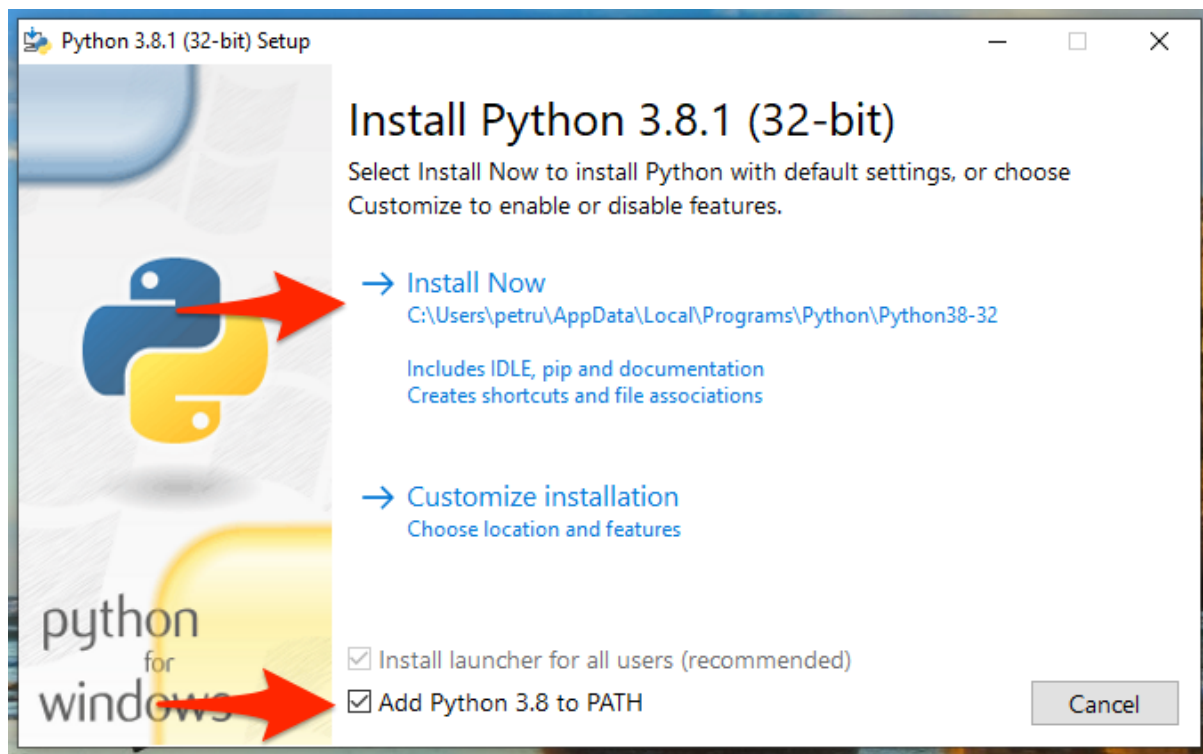 Python 3.8.1 (32-bit) Setup
Install Python 3.8.1 (32-bit)
Select Install Now to install Python with default settings, or choose
Customize to enable or disable features.
Install Now
C:\Users\petru\AppData\Local\Programs\Python\Python38-32
Includes IDLE, pip and documentation
Creates shortcuts and file associations
Customize installation
Choose location and features
python
for
windows
Install launcher for all users (recommended)
Add Python 3.8 to PATH
Cancel